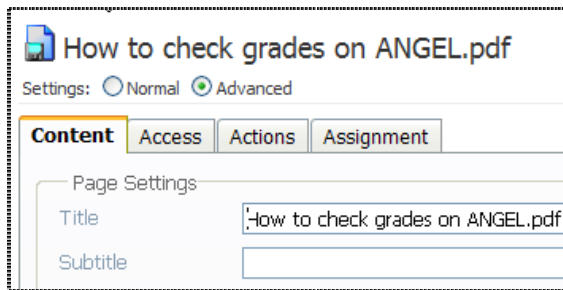 How to check grades on ANGEL.pdf
Settings: Normal Advanced
Content Access Actions Assignment
Page Settings
Title How to check grades on ANGEL.pdf
Subtitle